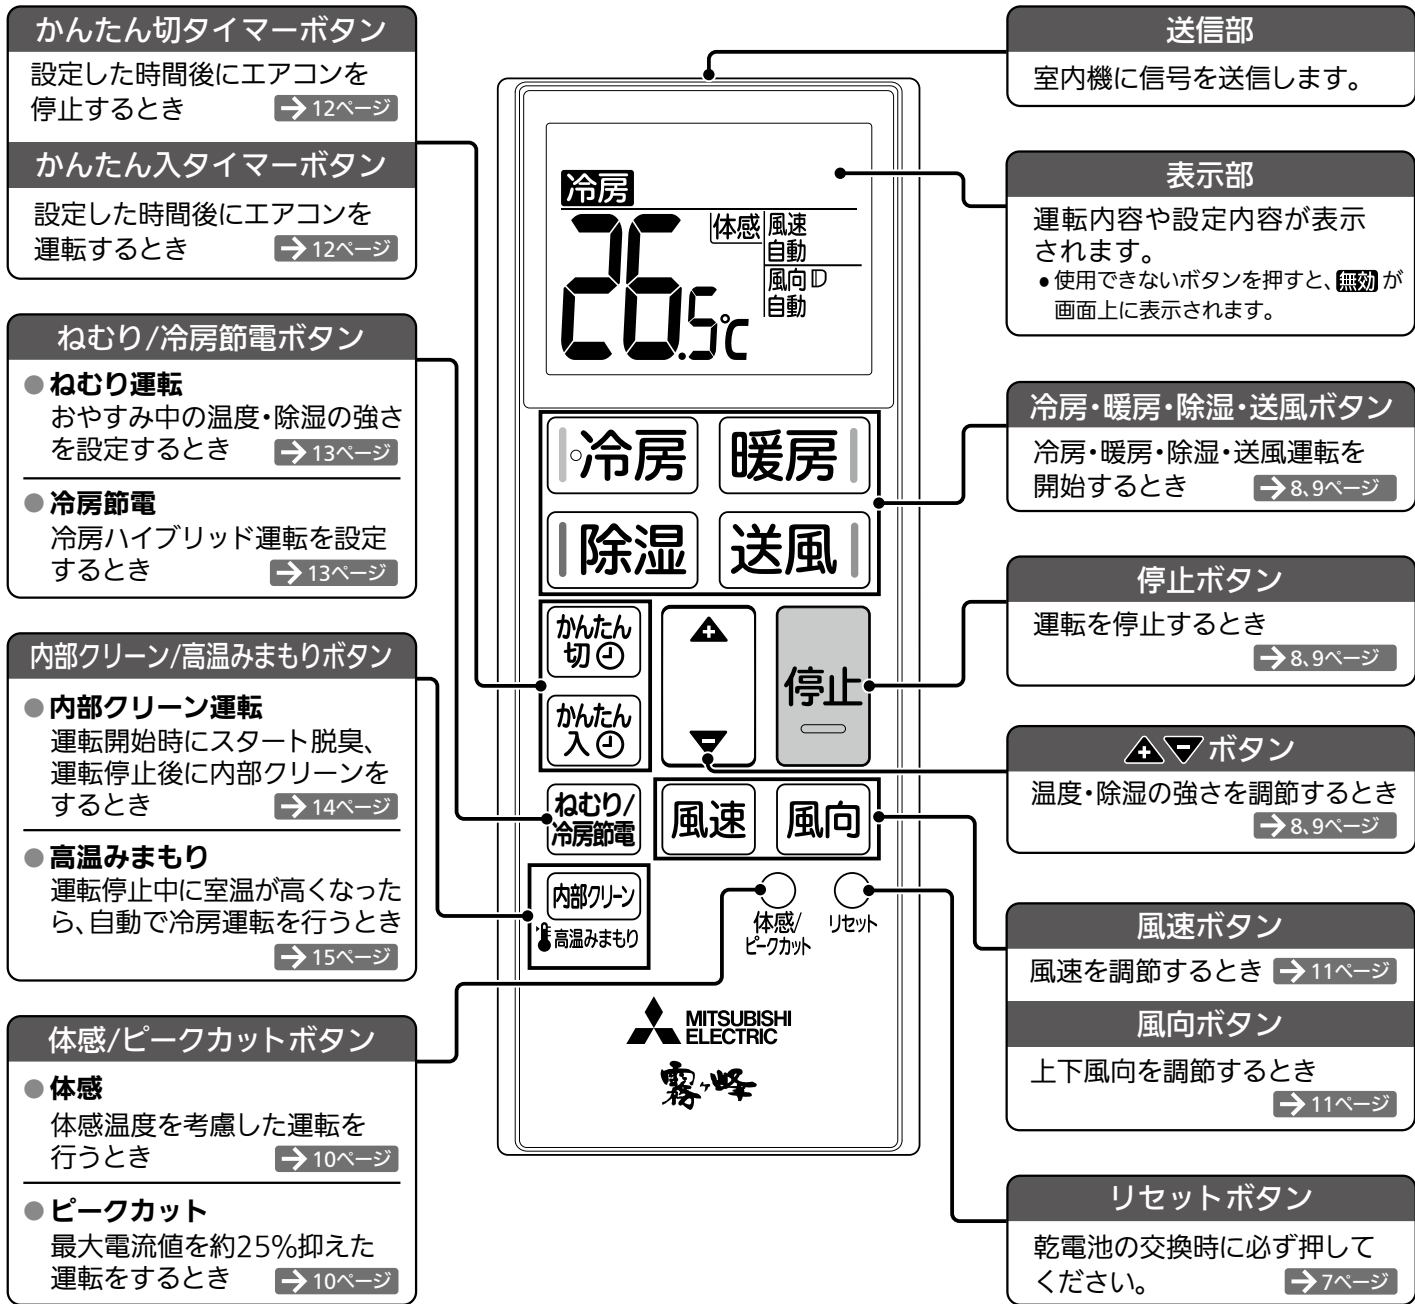 かんたん切タイマーボタン
設定した時間後にエアコンを
停止するとき →12ページ
かんたん入タイマーボタン
設定した時間後にエアコンを
運転するとき →12ページ
ねむり/冷房節電ボタン
●ねむり運転
おやすみ中の温度・除湿の強さ
を設定するとき →13ページ
●冷房節電
冷房ハイブリッド運転を設定
するとき →13ページ
内部クリーン/高温みまもりボタン
●内部クリーン運転
運転開始時にスタート脱臭、
運転停止後に内部クリーンを
するとき →14ページ
●高温みまもり
運転停止中に室温が高くなった
ら、自動で冷房運転を行うとき
→15ページ
体感/ピークカットボタン
●体感
体感温度を考慮した運転を
行うとき →10ページ
●ピークカット
最大電流値を約25%抑えた
運転をするとき →10ページ
冷房
26.5℃
体感
風速
自動
風向
自動
冷房 暖房
除湿 送風
かんたん
切
かんたん
入
停止
ねむり/
冷房節電
風速 風向
内部クリーン
高温みまもり
体感/
ピークカット
リセット
MITSUBISHI
ELECTRIC
霧ヶ峰
送信部
室内機に信号を送信します。
表示部
運転内容や設定内容が表示
されます。
●使用できないボタンを押すと、無効が
画面上に表示されます。
冷房・暖房・除湿・送風ボタン
冷房・暖房・除湿・送風運転を
開始するとき →8、9ページ
停止ボタン
運転を停止するとき
→8、9ページ
ボタン
温度・除湿の強さを調節するとき
→8、9ページ
風速ボタン
風速を調節するとき →11ページ
風向ボタン
上下風向を調節するとき
→11ページ
リセットボタン
乾電池の交換時に必ず押して
ください。 →7ページ